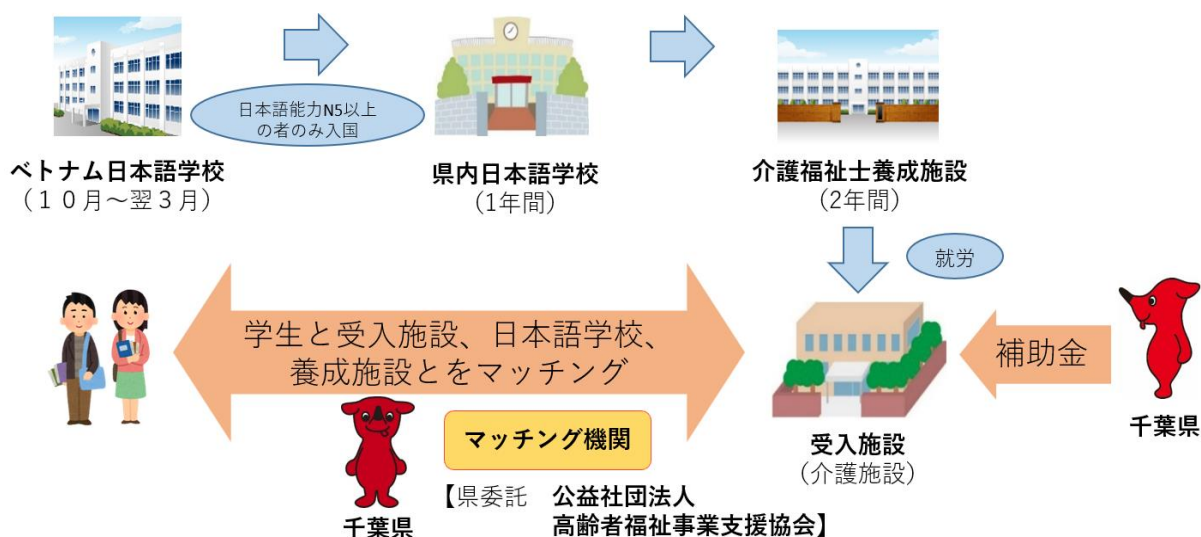 日本語能力N5以上
の者のみ入国
ベトナム日本語学校
（１０月～翌３月）
県内日本語学校
(1年間)
介護福祉士養成施設
(2年間)
就労
学生と受入施設、日本語学校、
養成施設とをマッチング
補助金
千葉県
マッチング機関
受入施設
(介護施設)
【県委託　公益社団法人
高齢者福祉事業支援協会】
千葉県